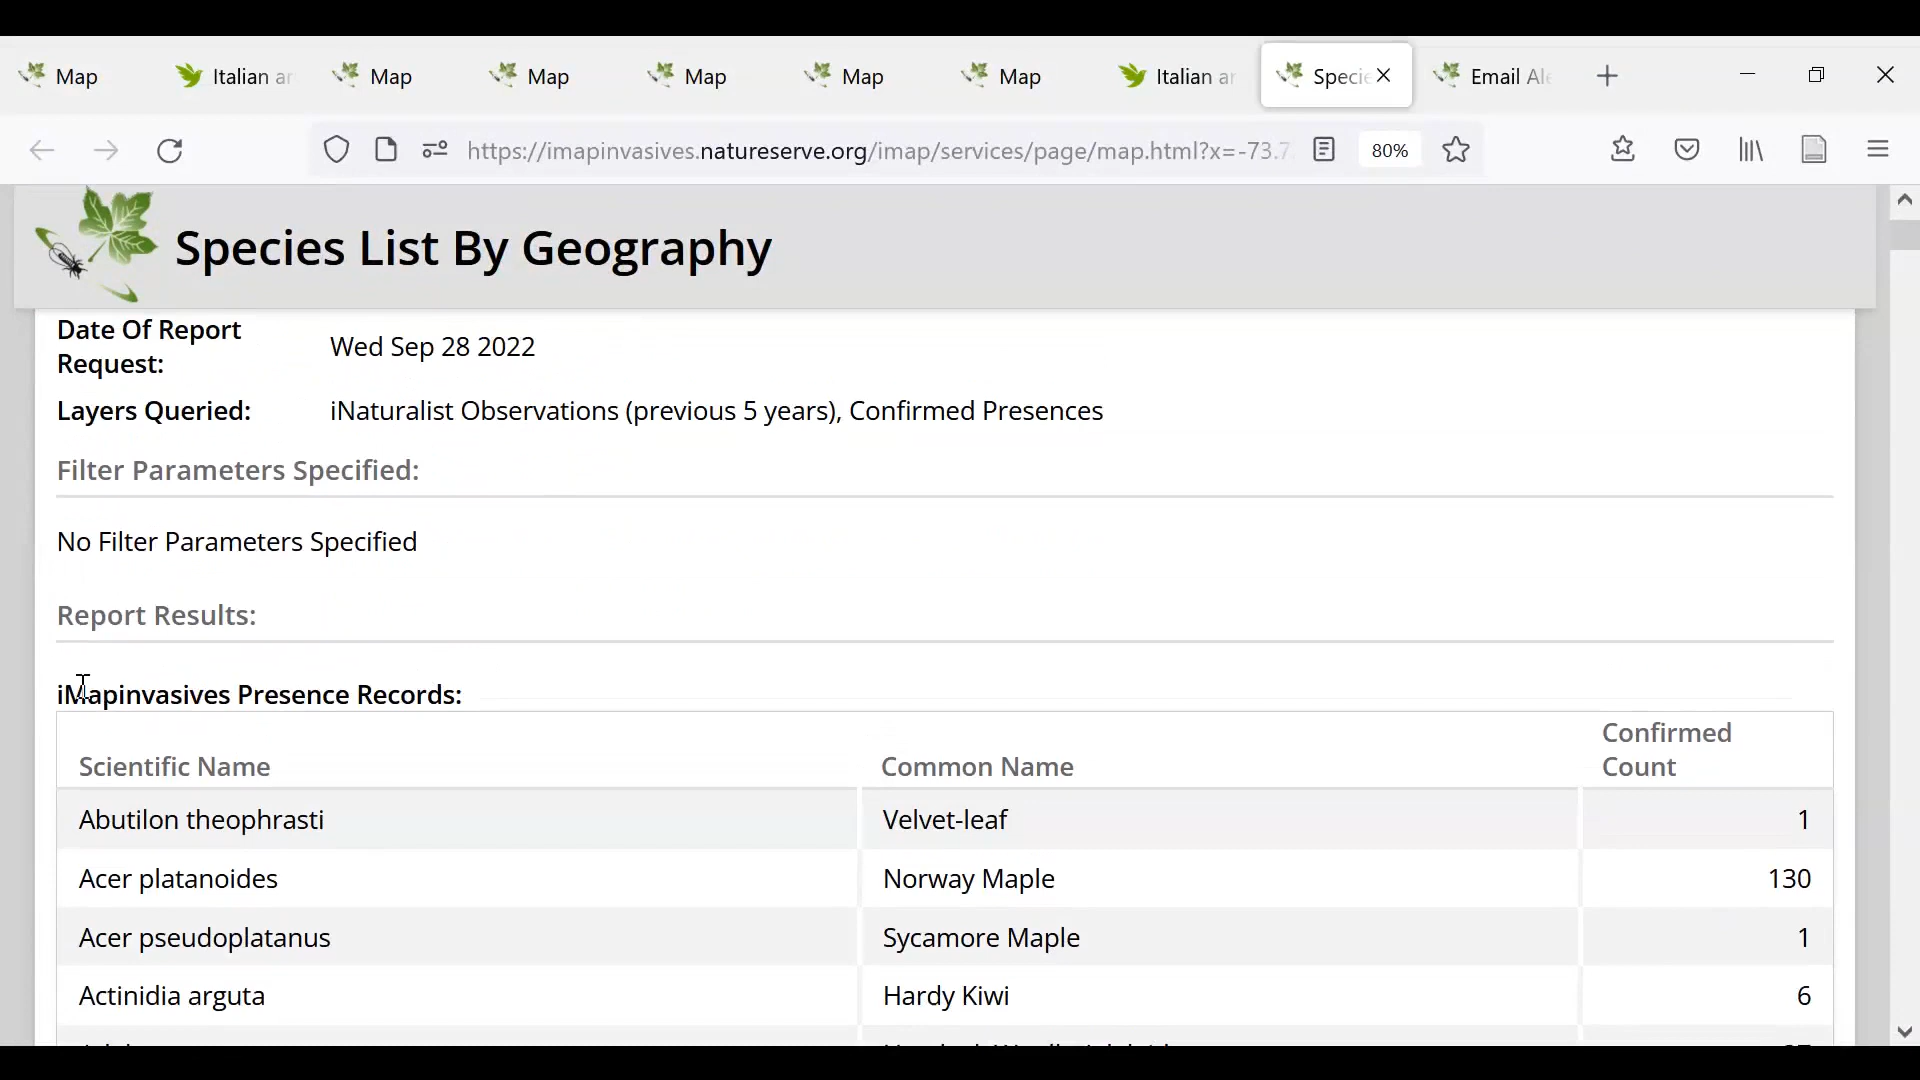 Map
Italian ar
Map
Map
Map
Map
Map
Italian ar
Specie
Email Ale
https://imapinvasives.natureserve.org/imap/services/page/map.html?x=-73.7
80%
Species List By Geography
Date Of Report
Request:
Wed Sep 28 2022
Layers Queried:
iNaturalist Observations (previous 5 years), Confirmed Presences
Filter Parameters Specified:
No Filter Parameters Specified
Report Results:
iMapinvasives Presence Records:
Scientific Name
Common Name
Confirmed
Count
Abutilon theophrasti
Velvet-leaf
1
Acer platanoides
Norway Maple
130
Acer pseudoplatanus
Sycamore Maple
1
Actinidia arguta
Hardy Kiwi
6